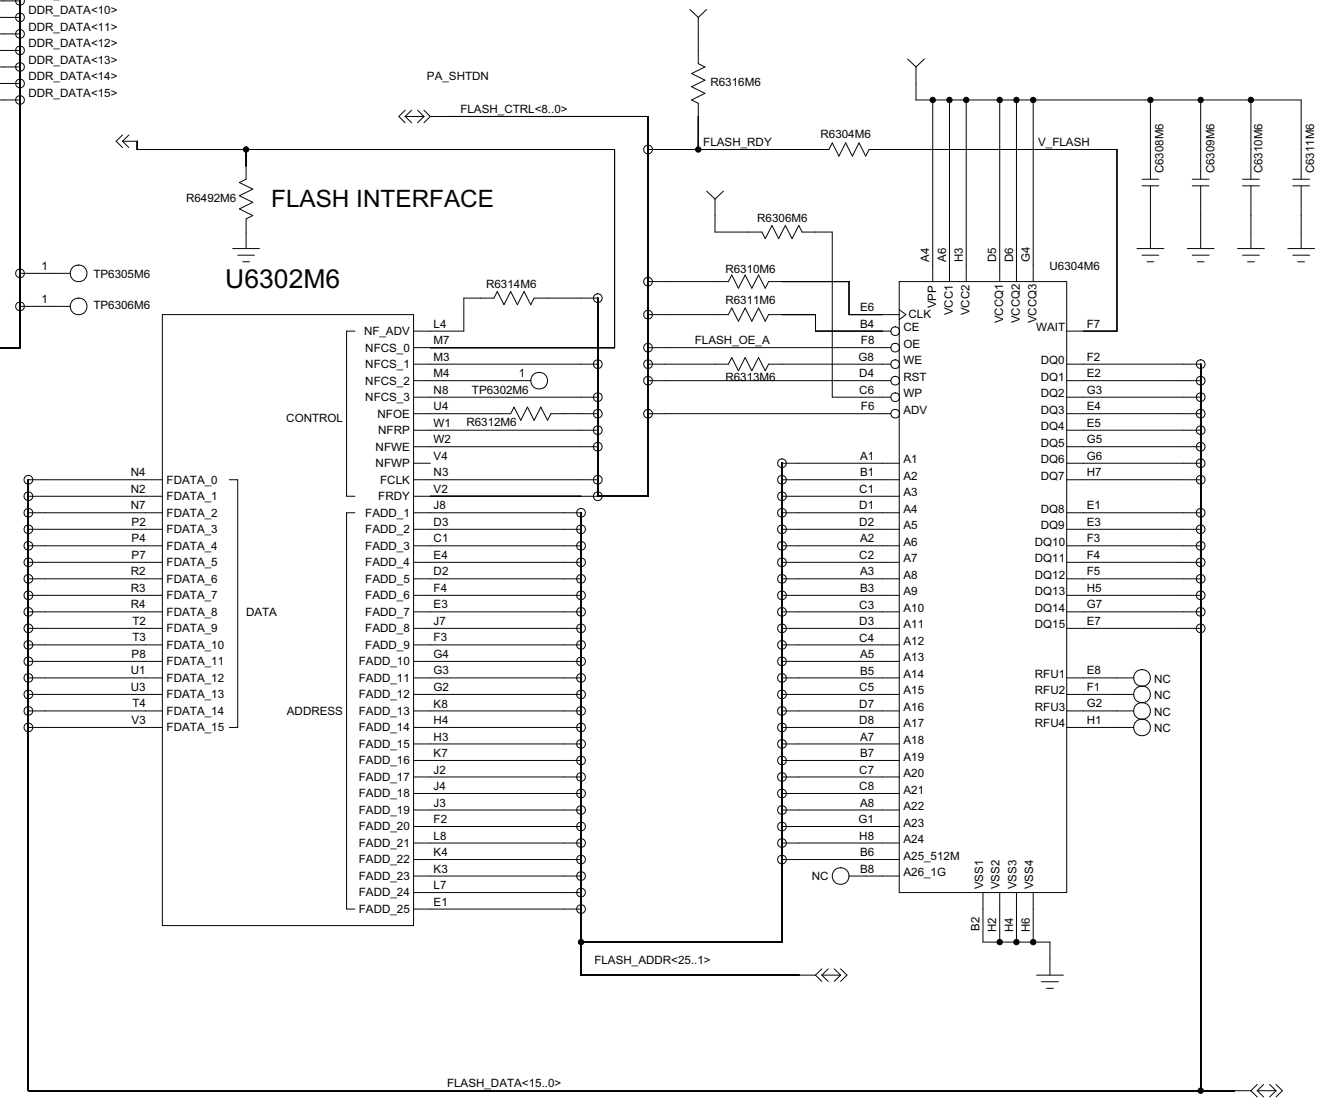 DDR_DATA<10>
DDR_DATA<11>
DDR_DATA<12>
DDR_DATA<13>
DDR_DATA<14>
DDR_DATA<15>
PA_SHTDN
FLASH_CTRL<8..0>
R6316M6
FLASH_RDY
R6304M6
V_FLASH
C6308M6
C6309M6
C6310M6
C6311M6
R6492M6
FLASH INTERFACE
R6306M6
1 TP6305M6
1 TP6306M6
U6302M6
R6314M6
R6310M6
R6311M6
FLASH_OE_A
R6313M6
1
TP6302M6
R6312M6
CONTROL
NF_ADV L4
NFCS_0 M7
NFCS_1 M3
NFCS_2 M4
NFCS_3 N8
NFOE U4
NFRP W1
NFWE W2
NFWP V4
FCLK N3
FRDY V2
DATA
N4 FDATA_0
N2 FDATA_1
N7 FDATA_2
P2 FDATA_3
P4 FDATA_4
P7 FDATA_5
R2 FDATA_6
R3 FDATA_7
R4 FDATA_8
T2 FDATA_9
T3 FDATA_10
P8 FDATA_11
U1 FDATA_12
U3 FDATA_13
T4 FDATA_14
V3 FDATA_15
ADDRESS
FADD_1 J8
FADD_2 D3
FADD_3 C1
FADD_4 E4
FADD_5 D2
FADD_6 F4
FADD_7 E3
FADD_8 J7
FADD_9 F3
FADD_10 G4
FADD_11 G3
FADD_12 G2
FADD_13 K8
FADD_14 H4
FADD_15 H3
FADD_16 K7
FADD_17 J2
FADD_18 J4
FADD_19 J3
FADD_20 F2
FADD_21 L8
FADD_22 K4
FADD_23 K3
FADD_24 L7
FADD_25 E1
U6304M6
A4 VPP
A6 VCC1
H3 VCC2
D5 VCCQ1
D6 VCCQ2
G4 VCCQ3
E6 CLK
B4 CE
F8 OE
G8 WE
D4 RST
C6 WP
F6 ADV
A1 A1
B1 A2
C1 A3
D1 A4
D2 A5
A2 A6
C2 A7
A3 A8
B3 A9
C3 A10
D3 A11
C4 A12
A5 A13
B5 A14
C5 A15
D7 A16
D8 A17
A7 A18
B7 A19
C7 A20
C8 A21
A8 A22
G1 A23
H8 A24
B6 A25_512M
NC B8 A26_1G
WAIT F7
DQ0 F2
DQ1 E2
DQ2 G3
DQ3 E4
DQ4 E5
DQ5 G5
DQ6 G6
DQ7 H7
DQ8 E1
DQ9 E3
DQ10 F3
DQ11 F4
DQ12 F5
DQ13 H5
DQ14 G7
DQ15 E7
RFU1 E8 NC
RFU2 F1 NC
RFU3 G2 NC
RFU4 H1 NC
VSS1 B2
VSS2 H2
VSS3 H4
VSS4 H6
FLASH_ADDR<25..1>
FLASH_DATA<15..0>